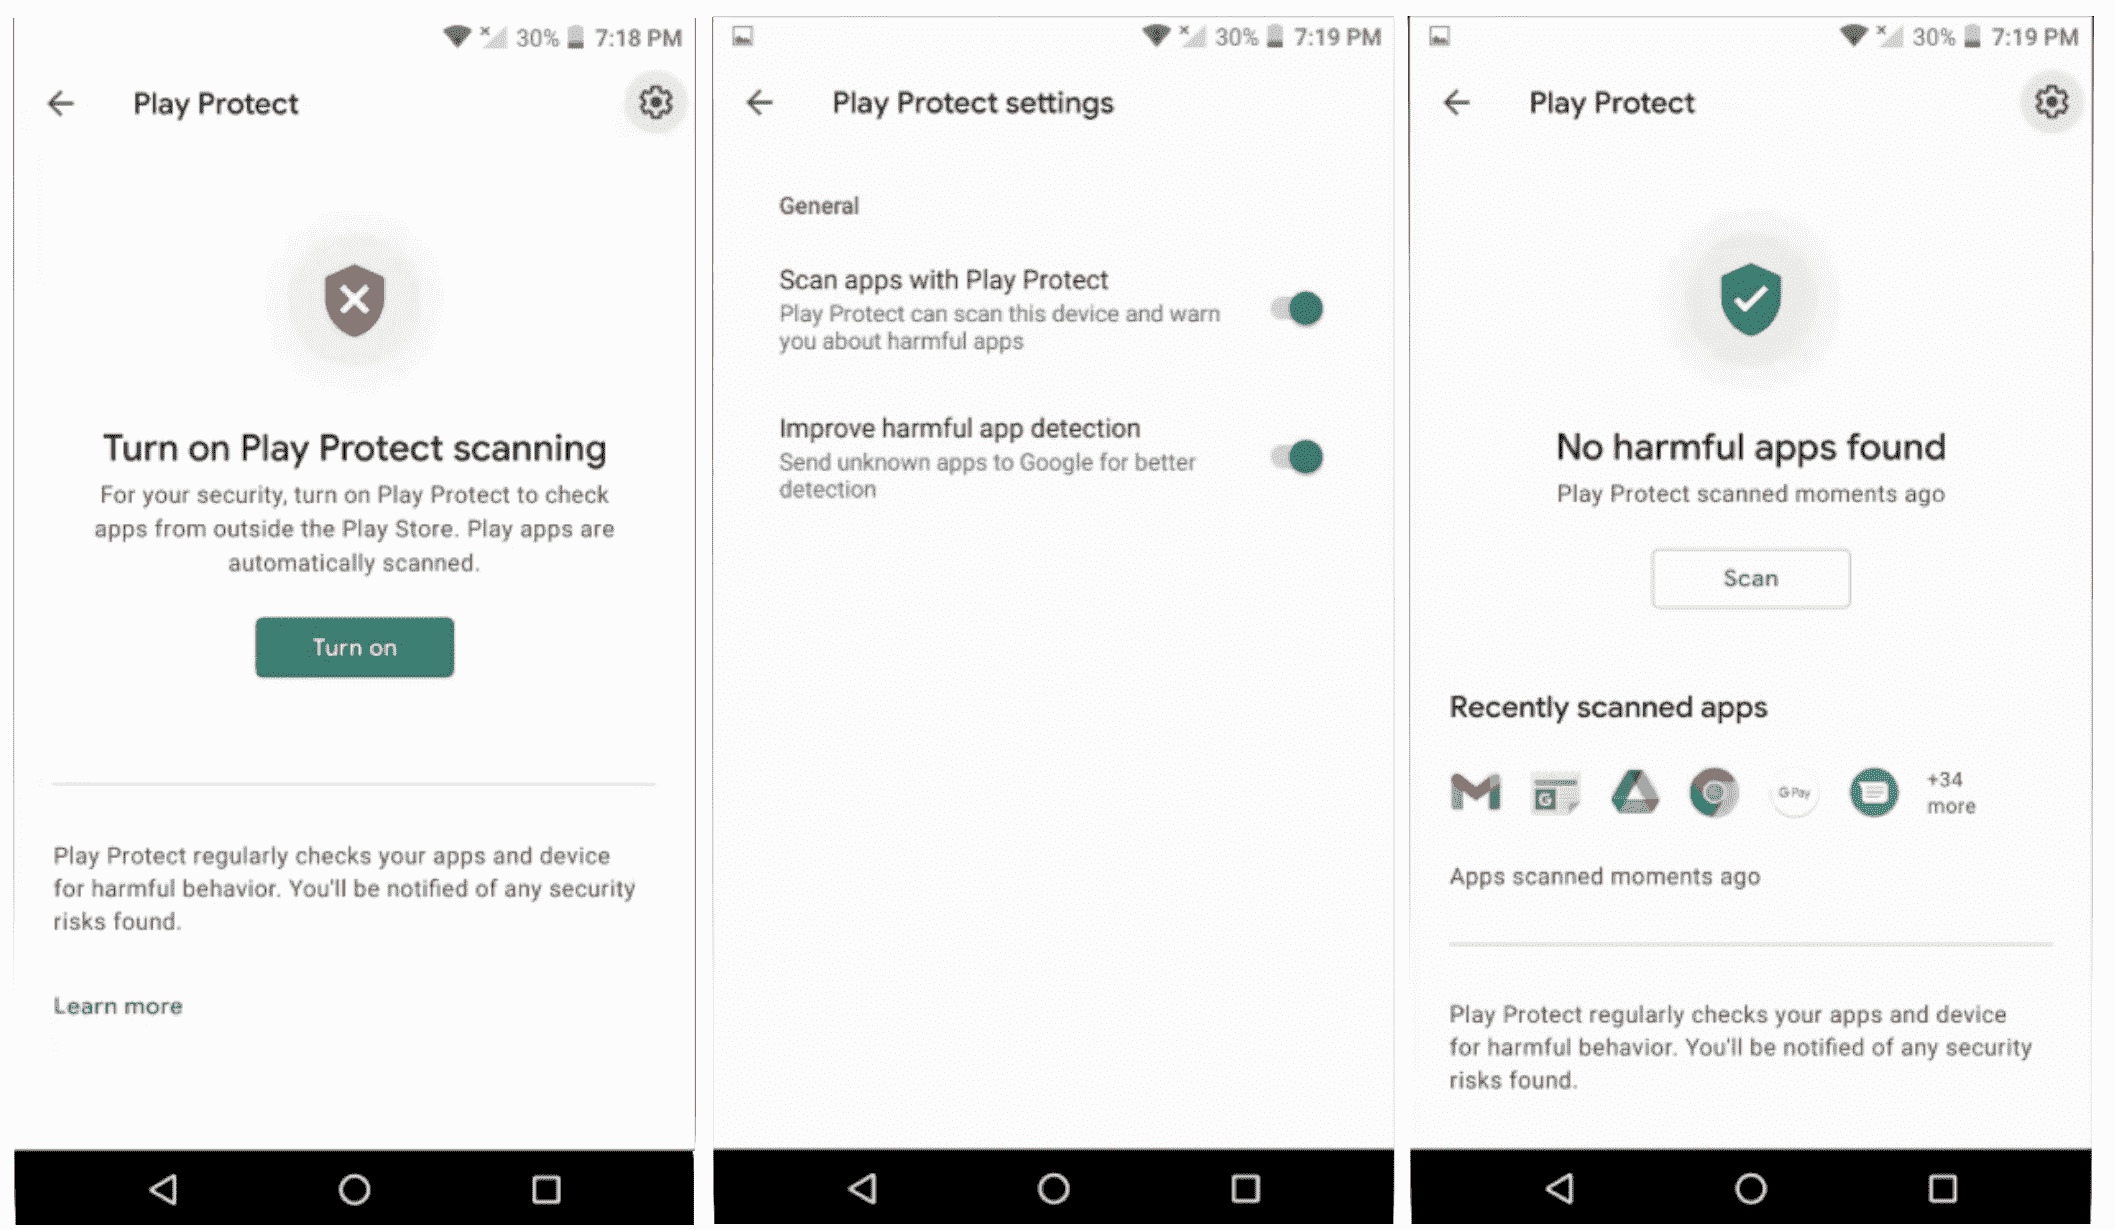 30% 7:18 PM
Play Protect
Turn on Play Protect scanning
For your security, turn on Play Protect to check
apps from outside the Play Store. Play apps are
automatically scanned.
Turn on
Play Protect regularly checks your apps and device
for harmful behavior. You'll be notified of any security
risks found.
Learn more
30% 7:19 PM
Play Protect settings
General
Scan apps with Play Protect
Play Protect can scan this device and warn
you about harmful apps
Improve harmful app detection
Send unknown apps to Google for better
detection
30% 7:19 PM
Play Protect
No harmful apps found
Play Protect scanned moments ago
Scan
Recently scanned apps
G
G Pay
+34
more
Apps scanned moments ago
Play Protect regularly checks your apps and device
for harmful behavior. You'll be notified of any security
risks found.